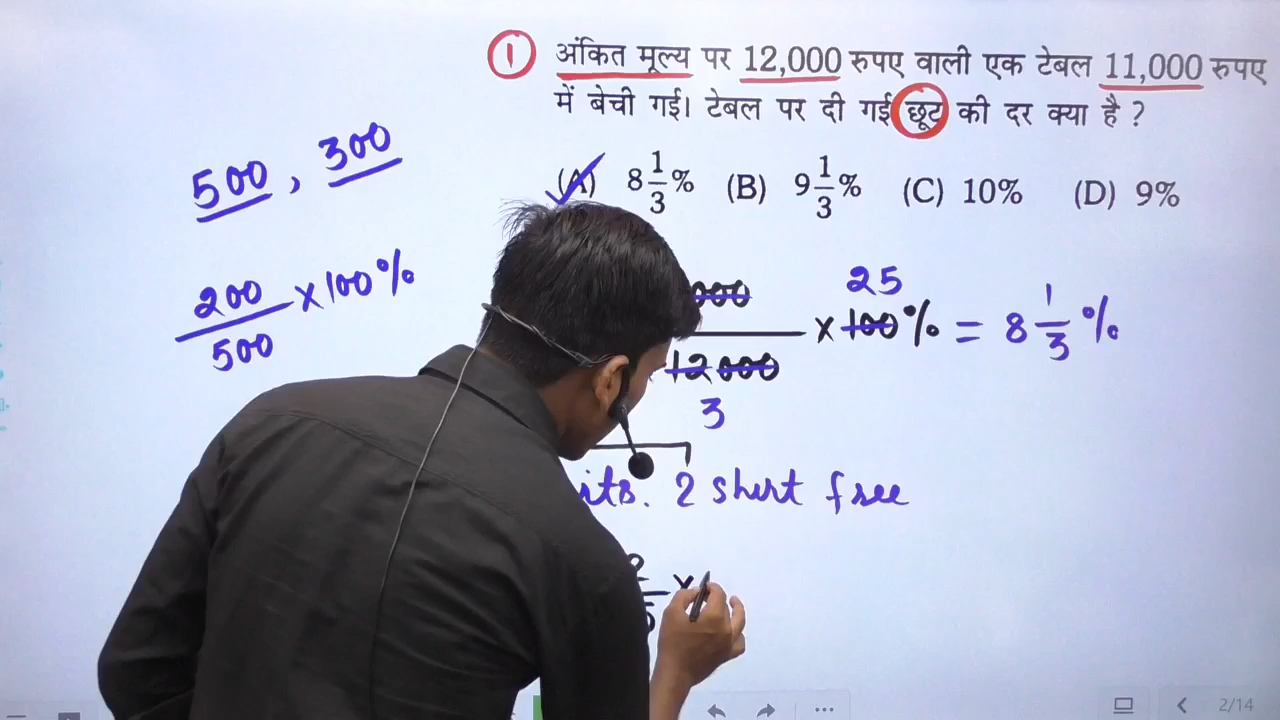 1 अंकित मूल्य पर 12,000 रुपए वाली एक टेबल 11,000 रुपए
में बेची गई। टेबल पर दी गई छूट की दर क्या है ?
(A) 8 1/3% (B) 9 1/3% (C) 10% (D) 9%
500, 300
200/500 × 100%
000/12000 × 100% = 8 1/3 %
25
3
2 shirt free
2/5 ×
2/14